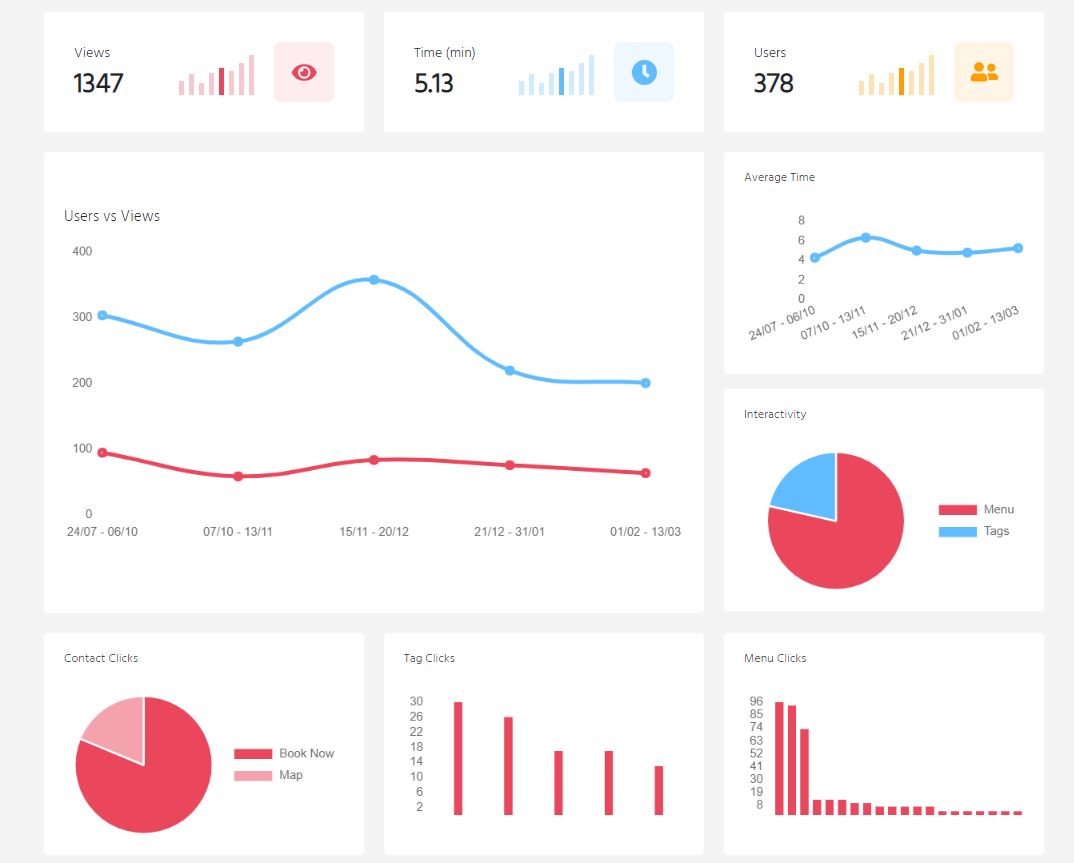 Views
1347
Time (min)
5.13
Users
378
Users vs Views
400
300
200
100
0
24/07 - 06/10
07/10 - 13/11
15/11 - 20/12
21/12 - 31/01
01/02 - 13/03
Average Time
8
6
4
2
0
24/07 - 06/10
07/10 - 13/11
15/11 - 20/12
21/12 - 31/01
01/02 - 13/03
Interactivity
Menu
Tags
Contact Clicks
Book Now
Map
Tag Clicks
30
26
22
18
14
10
6
2
Menu Clicks
96
85
74
63
52
41
30
19
8